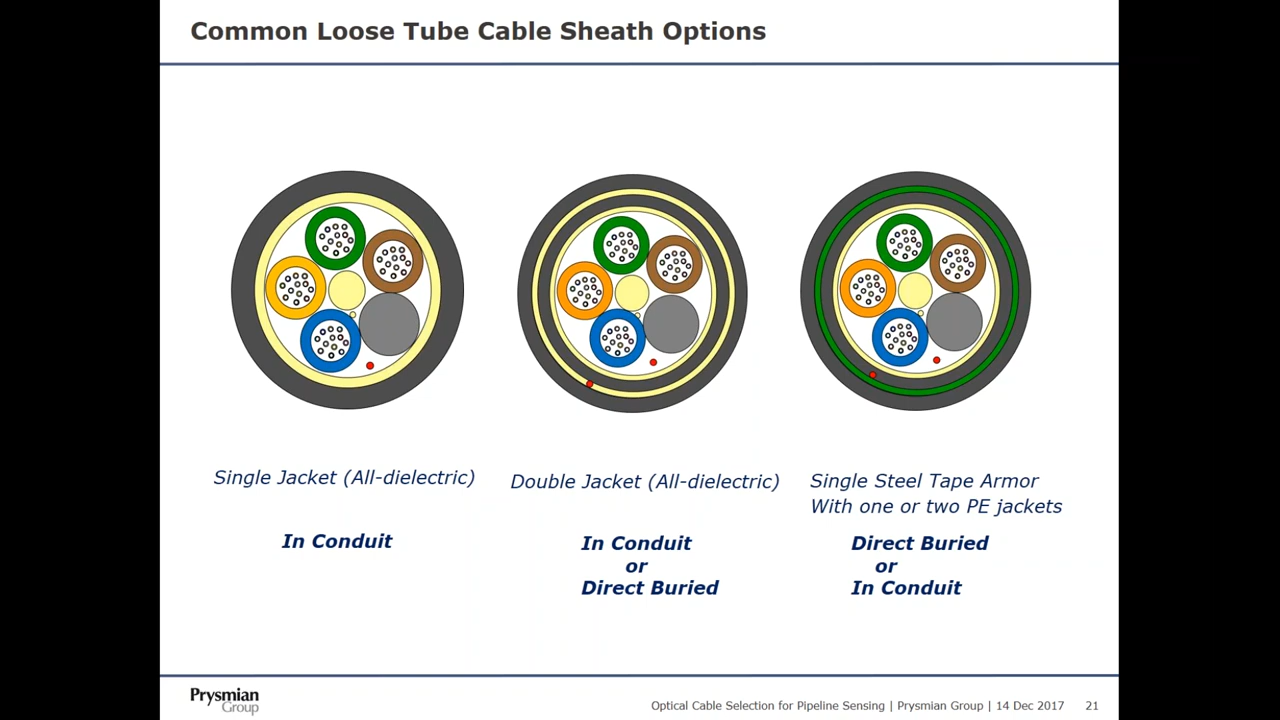 Common Loose Tube Cable Sheath Options
Single Jacket (All-dielectric)
In Conduit
Double Jacket (All-dielectric)
In Conduit
or
Direct Buried
Single Steel Tape Armor
With one or two PE jackets
Direct Buried
or
In Conduit
Prysmian
Group
Optical Cable Selection for Pipeline Sensing | Prysmian Group | 14 Dec 2017 21